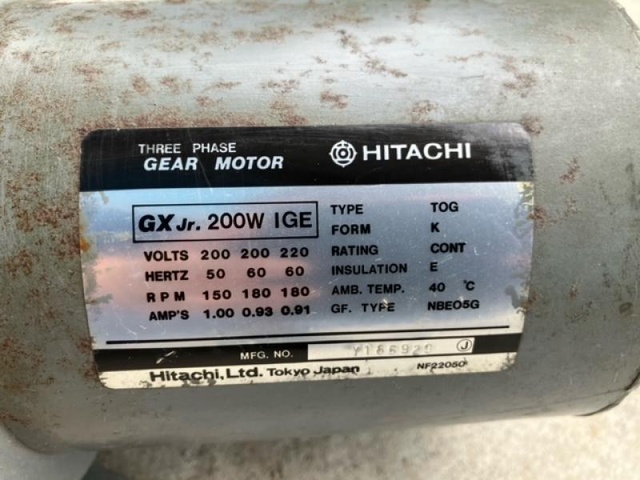 THREE PHASE
GEAR MOTOR
HITACHI
GX Jr. 200W IGE
VOLTS 200 200 220
HERTZ 50 60 60
RPM 150 180 180
AMP'S 1.00 0.93 0.91
TYPE TOG
FORM K
RATING CONT
INSULATION E
AMB. TEMP. 40 °C
GF. TYPE NBEO5G
MFG. NO. J
Hitachi, Ltd. Tokyo Japan
NF22050